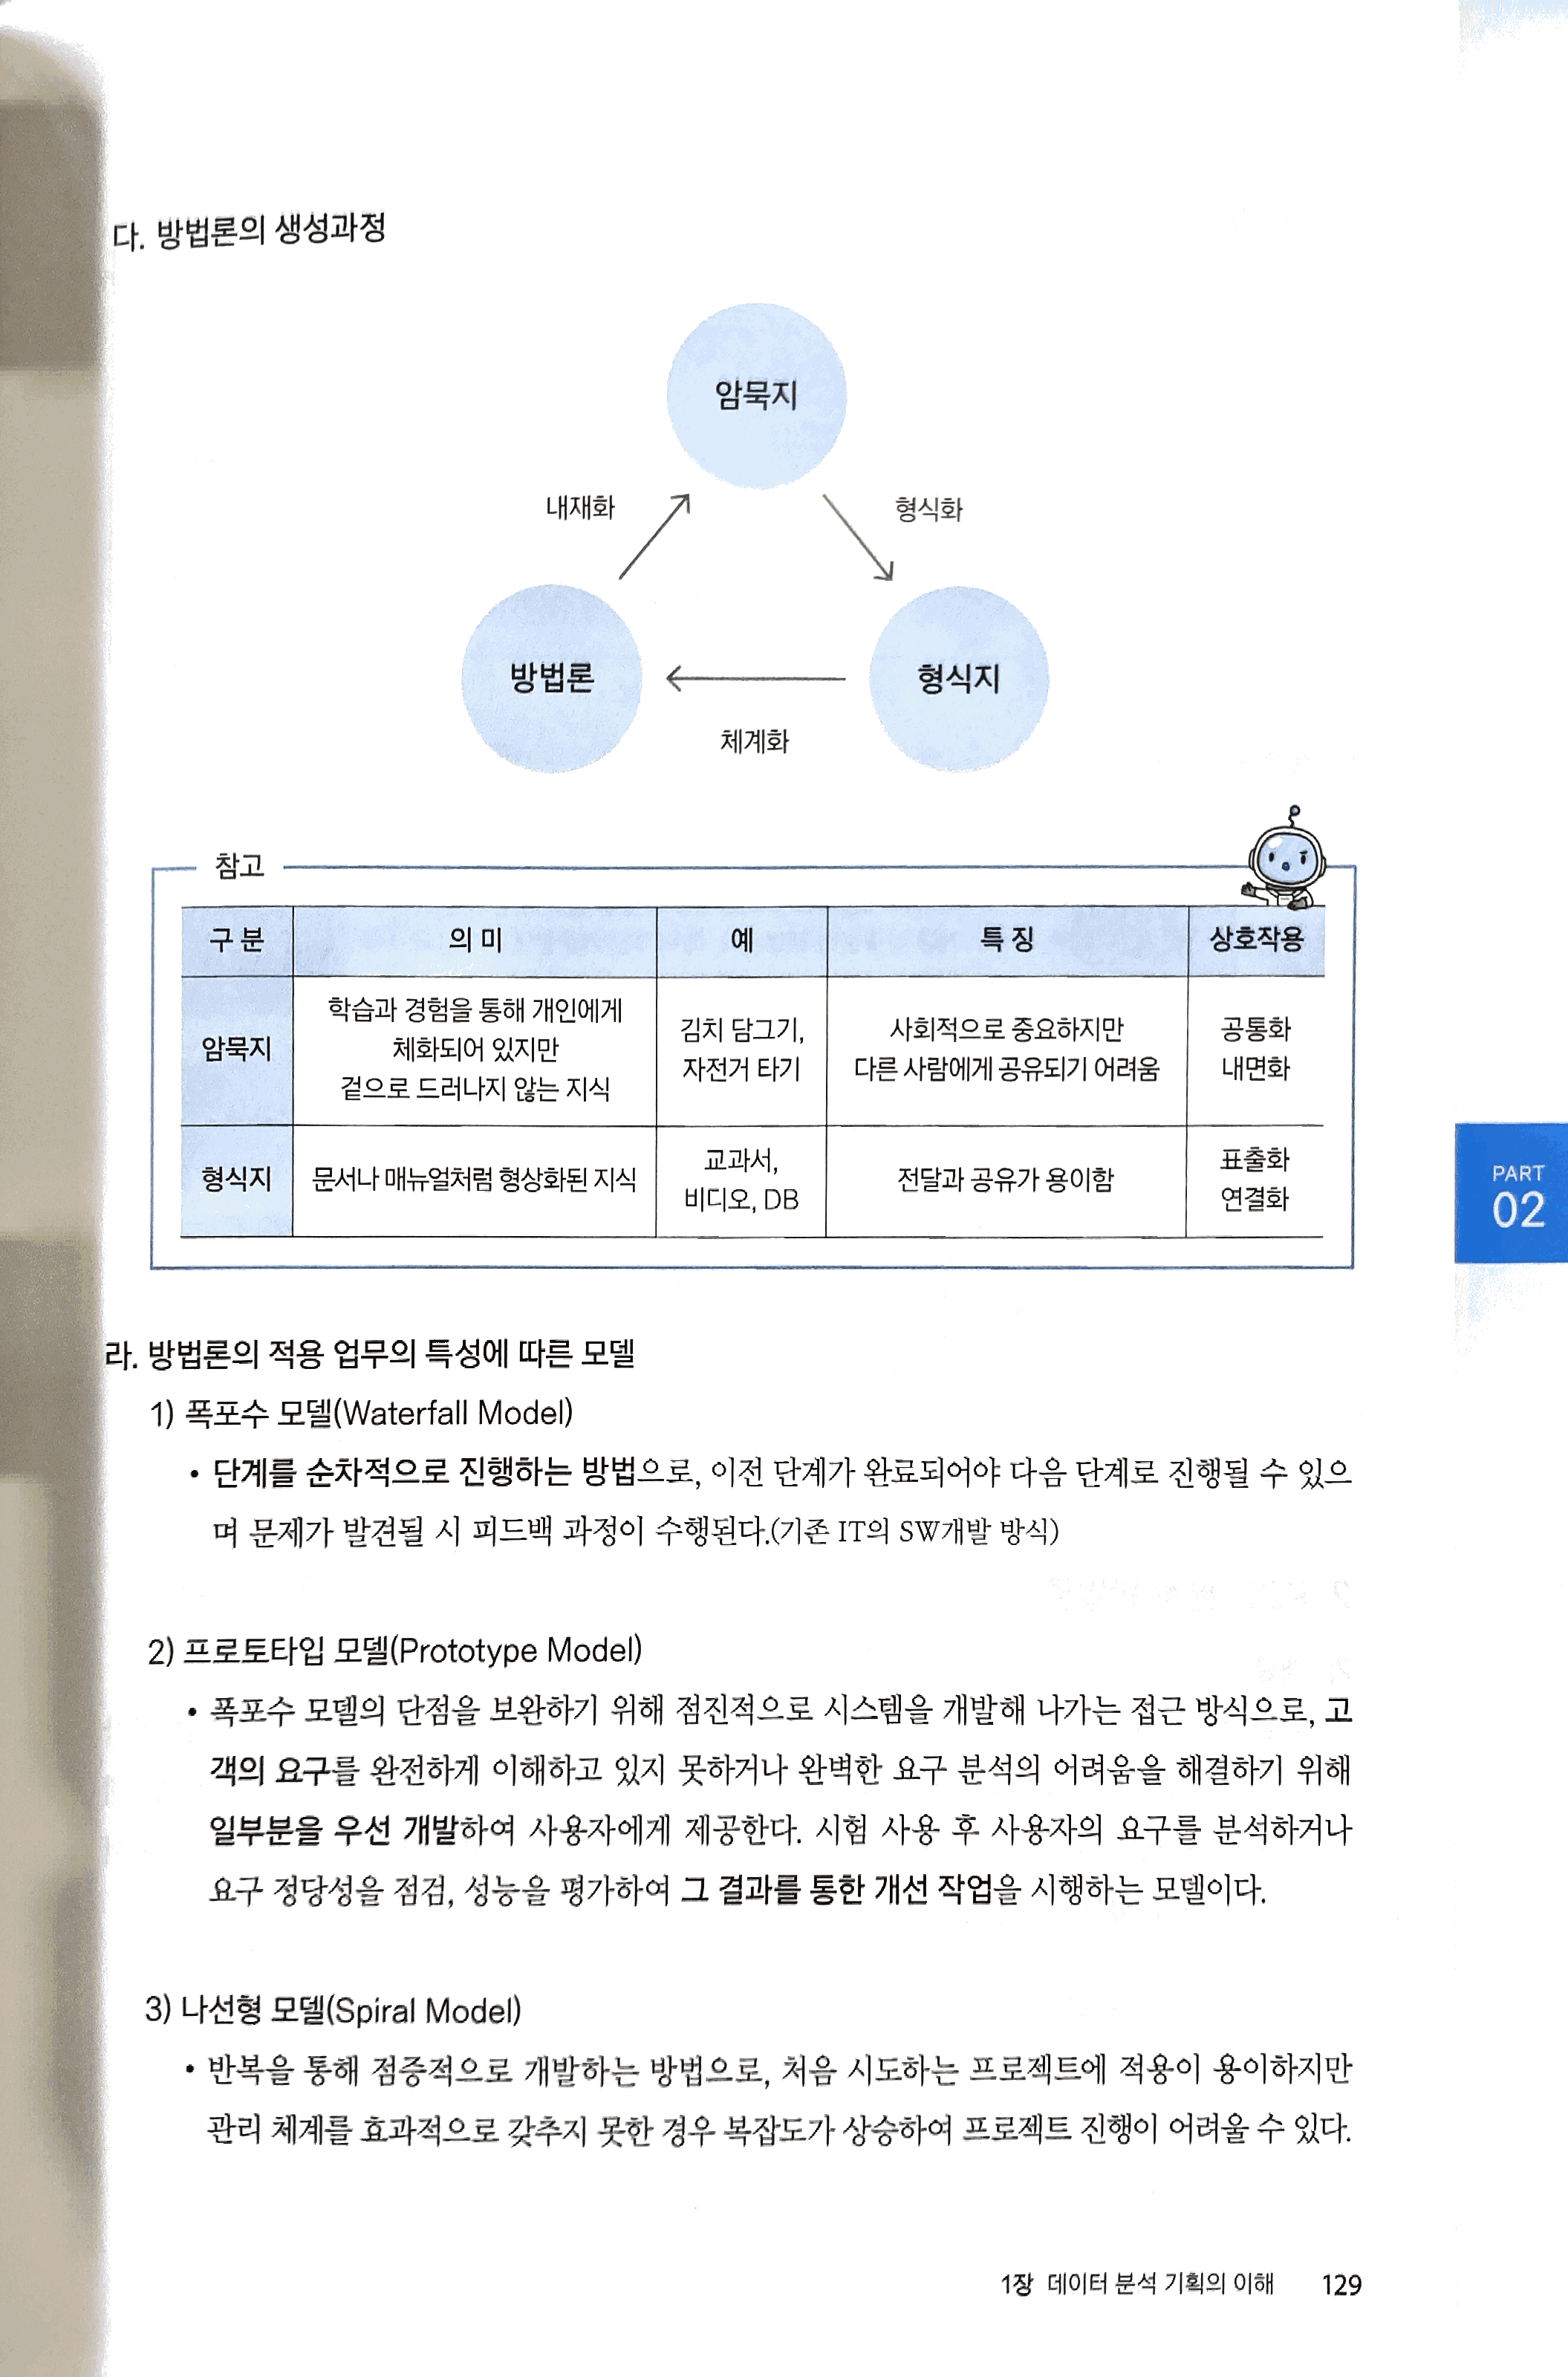 다. 방법론의 생성과정
암묵지
내재화
형식화
방법론
형식지
체계화
참고
구 분 의 미 예 특 징 상호작용
암묵지
학습과 경험을 통해 개인에게
체화되어 있지만
겉으로 드러나지 않는 지식
김치 담그기,
자전거 타기
사회적으로 중요하지만
다른 사람에게 공유되기 어려움
공통화
내면화
형식지
문서나 매뉴얼처럼 형상화된 지식
교과서,
비디오, DB
전달과 공유가 용이함
표출화
연결화
PART
02
라. 방법론의 적용 업무의 특성에 따른 모델
1) 폭포수 모델(Waterfall Model)
• 단계를 순차적으로 진행하는 방법으로, 이전 단계가 완료되어야 다음 단계로 진행될 수 있으
며 문제가 발견될 시 피드백 과정이 수행된다.(기존 IT의 SW개발 방식)
2) 프로토타입 모델(Prototype Model)
• 폭포수 모델의 단점을 보완하기 위해 점진적으로 시스템을 개발해 나가는 접근 방식으로, 고
객의 요구를 완전하게 이해하고 있지 못하거나 완벽한 요구 분석의 어려움을 해결하기 위해
일부분을 우선 개발하여 사용자에게 제공한다. 시험 사용 후 사용자의 요구를 분석하거나
요구 정당성을 점검, 성능을 평가하여 그 결과를 통한 개선 작업을 시행하는 모델이다.
3) 나선형 모델(Spiral Model)
• 반복을 통해 점증적으로 개발하는 방법으로, 처음 시도하는 프로젝트에 적용이 용이하지만
관리 체계를 효과적으로 갖추지 못한 경우 복잡도가 상승하여 프로젝트 진행이 어려울 수 있다.
1장 데이터 분석 기획의 이해 129